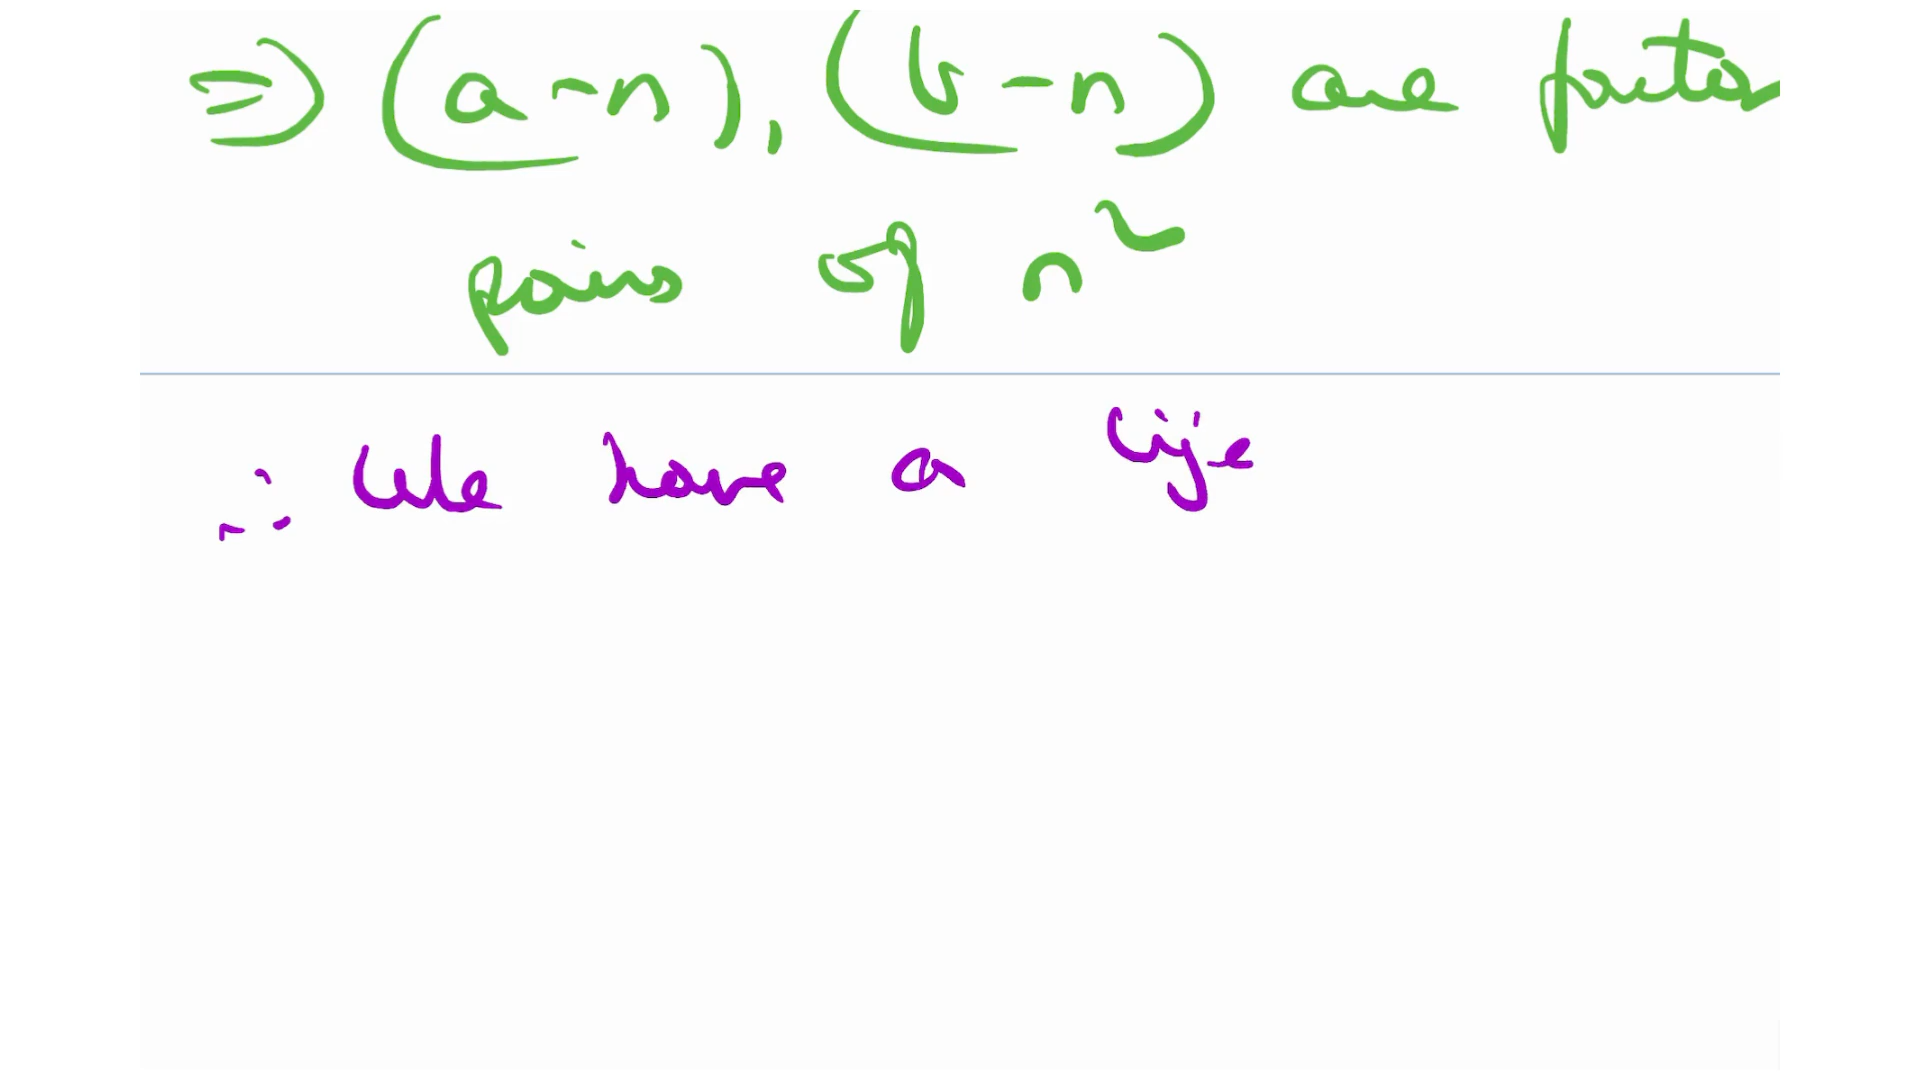 ⇒ (a-n), (b-n) are factor
pairs of n²
∴ We have a bije